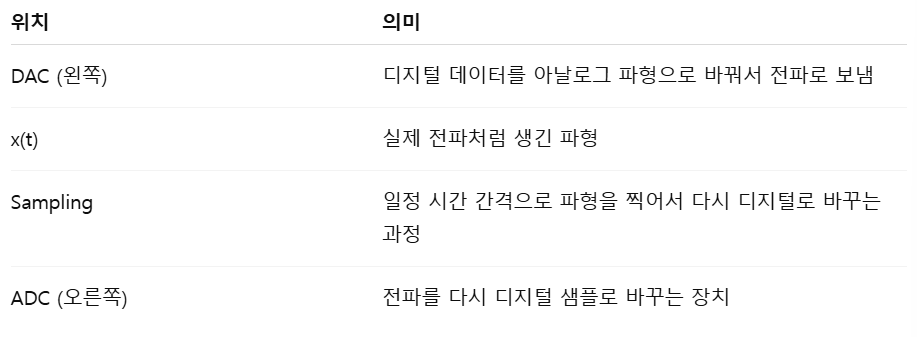 위치 의미
DAC (왼쪽) 디지털 데이터를 아날로그 파형으로 바꿔서 전파로 보냄
x(t) 실제 전파처럼 생긴 파형
Sampling 일정 시간 간격으로 파형을 찍어서 다시 디지털로 바꾸는
과정
ADC (오른쪽) 전파를 다시 디지털 샘플로 바꾸는 장치